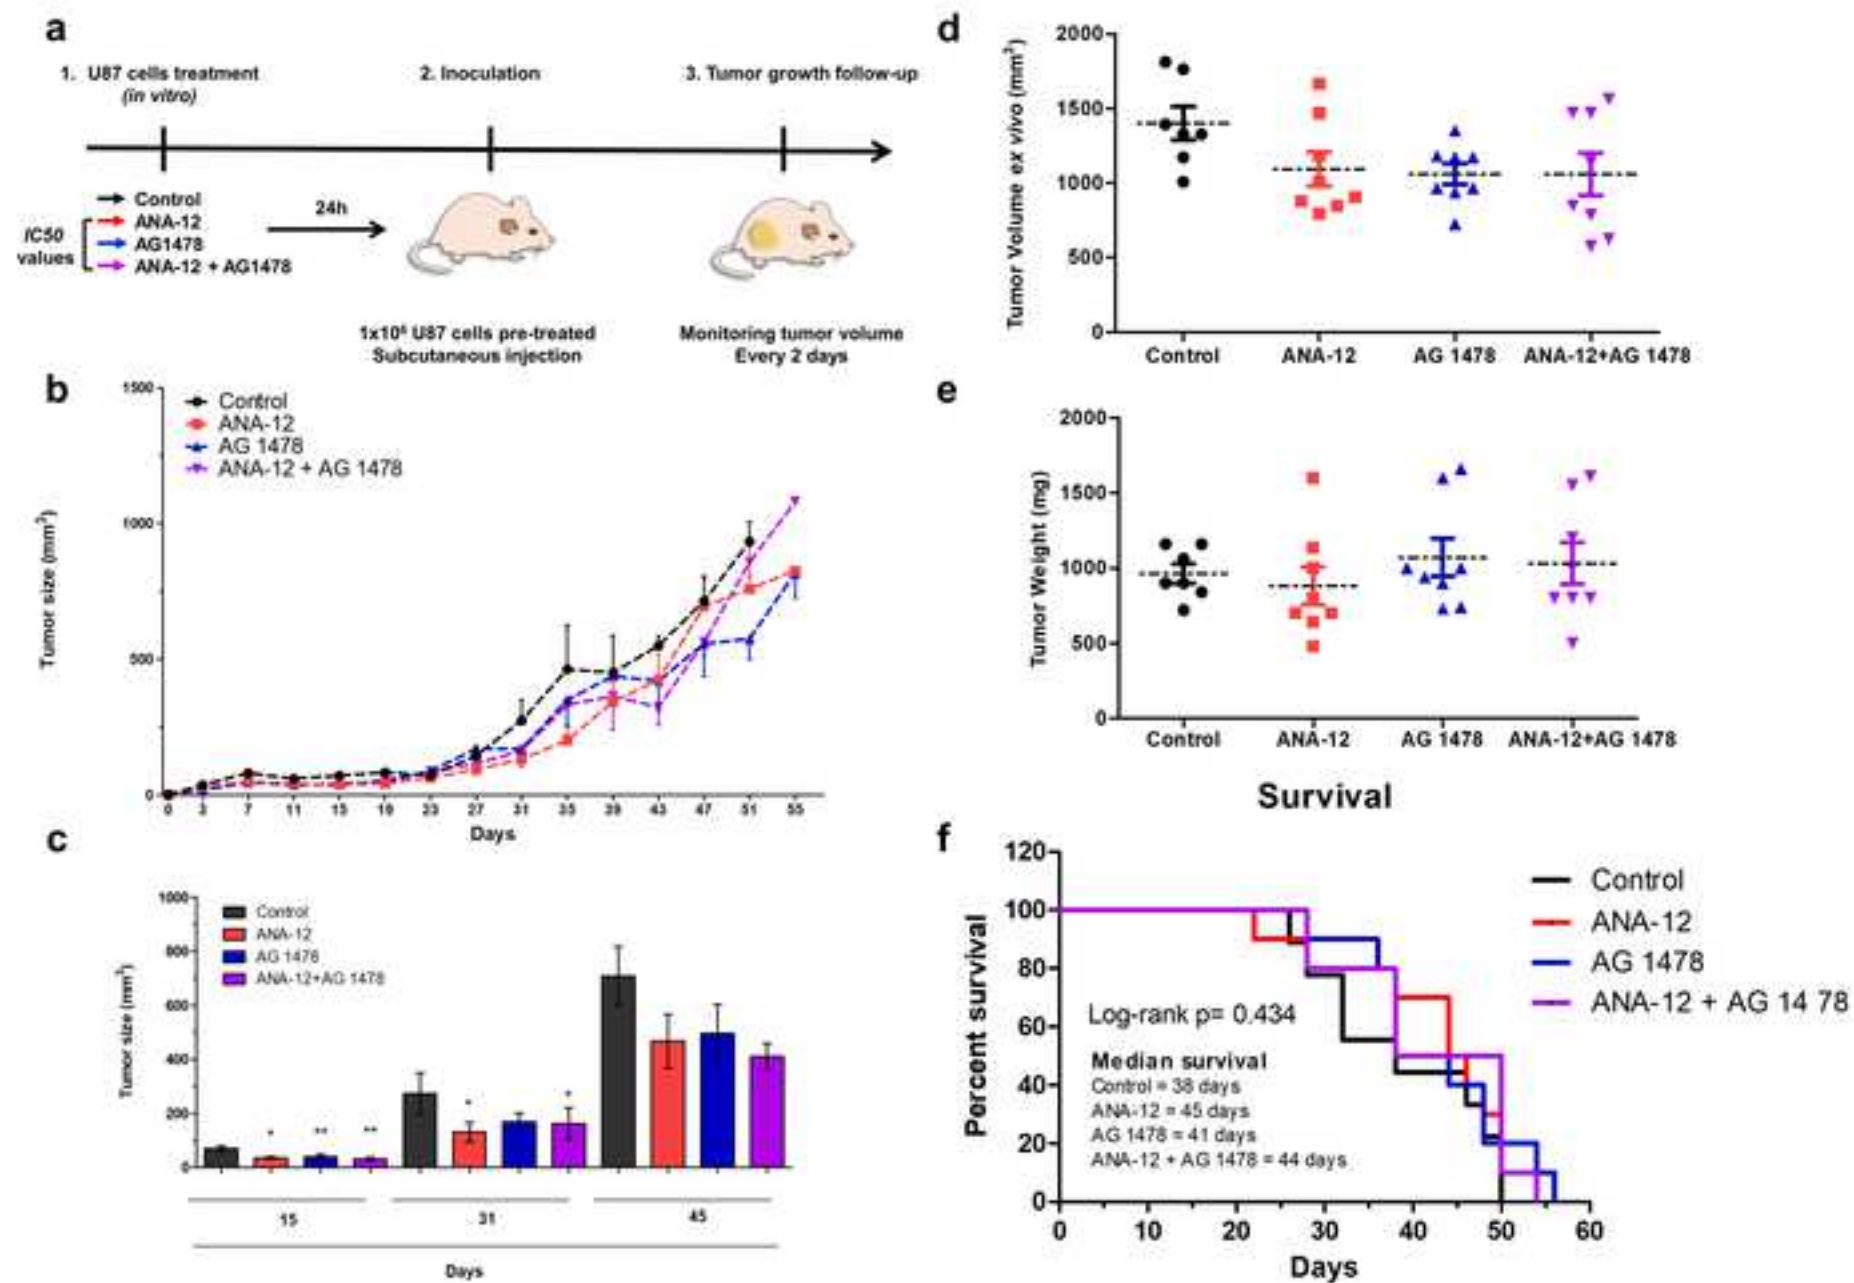 a
1. U87 cells treatment
(in vitro)
2. Inoculation
3. Tumor growth follow-up
Control
ANA-12
AG1478
ANA-12 + AG1478
IC50
values
24h
1x10⁶ U87 cells pre-treated
Subcutaneous injection
Monitoring tumor volume
Every 2 days
b
Control
ANA-12
AG 1478
ANA-12 + AG 1478
Tumor size (mm³)
1500
1000
500
0
0 3 7 11 15 19 23 27 31 35 39 43 47 51 55
Days
c
Control
ANA-12
AG 1478
ANA-12+AG 1478
Tumor size (mm³)
1000
800
600
400
200
0
* ** **
* *
15 31 45
Days
d
Tumor Volume ex vivo (mm³)
2000
1500
1000
500
0
Control ANA-12 AG 1478 ANA-12+AG 1478
e
Tumor Weight (mg)
2000
1500
1000
500
0
Control ANA-12 AG 1478 ANA-12+AG 1478
Survival
f
Percent survival
120
100
80
60
40
20
0
Log-rank p= 0.434
Median survival
Control = 38 days
ANA-12 = 45 days
AG 1478 = 41 days
ANA-12 + AG 1478 = 44 days
Control
ANA-12
AG 1478
ANA-12 + AG 14 78
0 10 20 30 40 50 60
Days